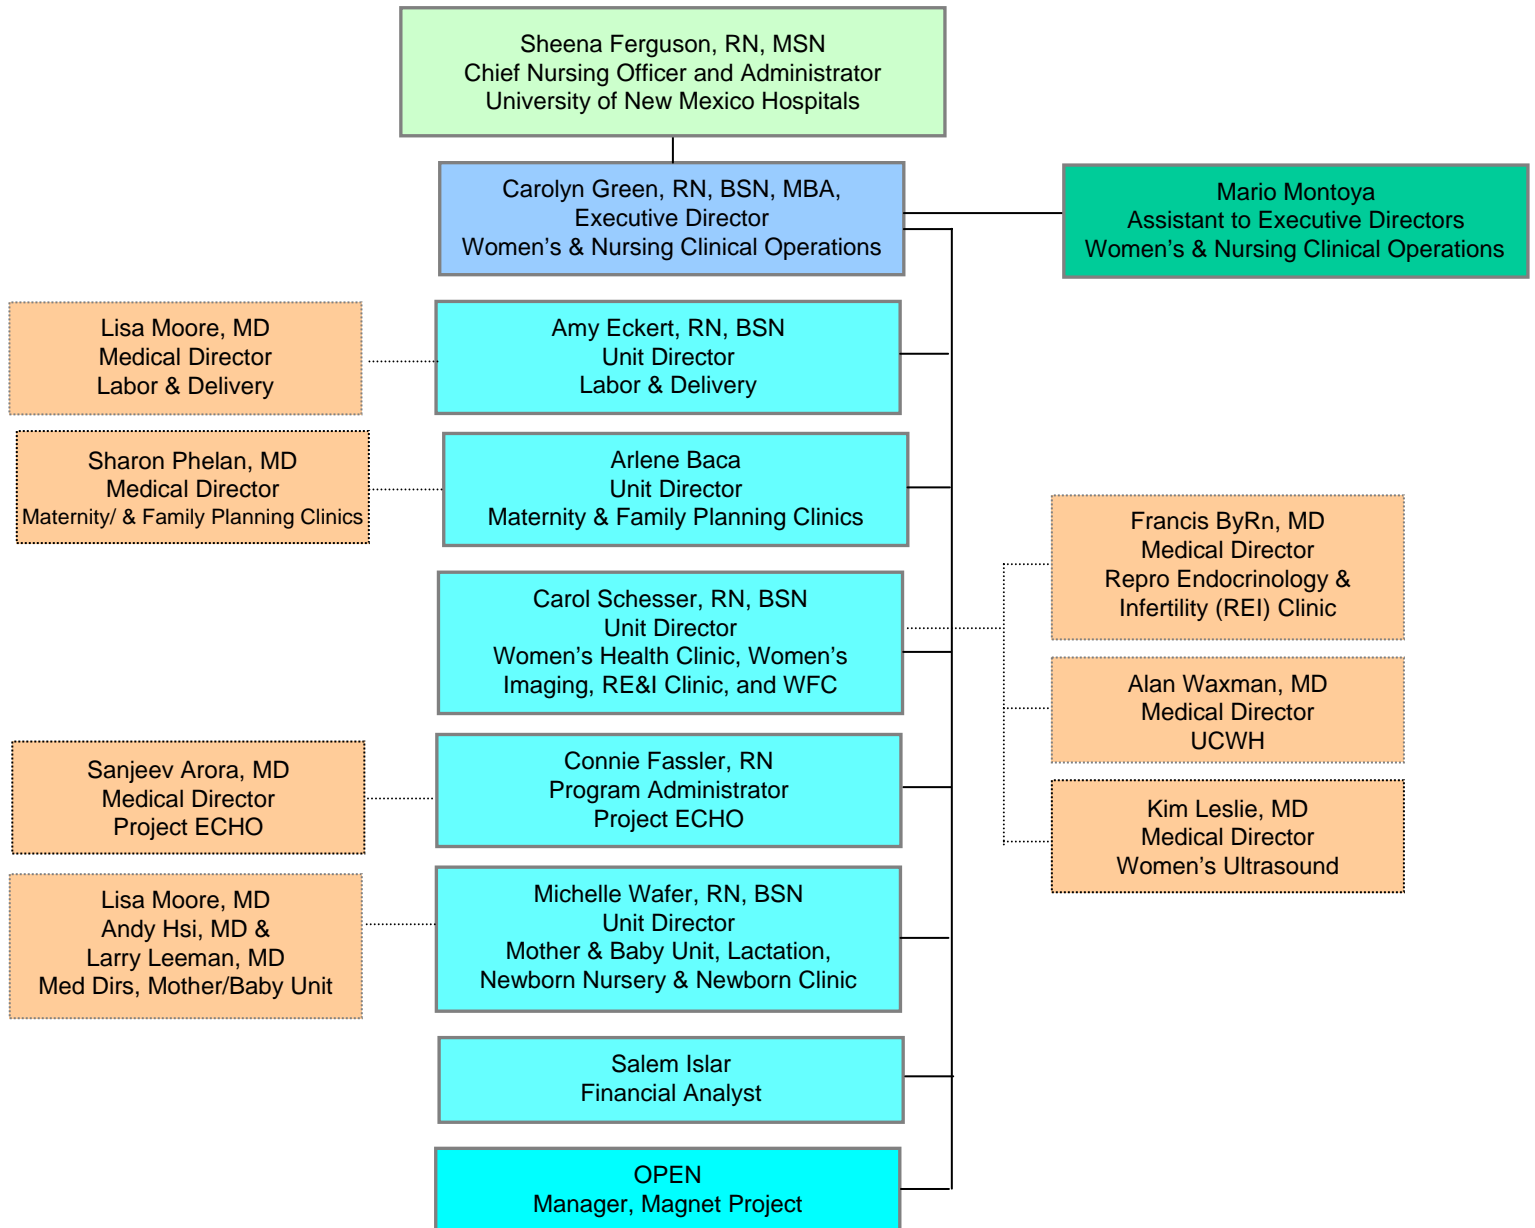 Sheena Ferguson, RN, MSN
Chief Nursing Officer and Administrator
University of New Mexico Hospitals
Carolyn Green, RN, BSN, MBA,
Executive Director
Women's & Nursing Clinical Operations
Mario Montoya
Assistant to Executive Directors
Women's & Nursing Clinical Operations
Lisa Moore, MD
Medical Director
Labor & Delivery
Amy Eckert, RN, BSN
Unit Director
Labor & Delivery
Sharon Phelan, MD
Medical Director
Maternity/ & Family Planning Clinics
Arlene Baca
Unit Director
Maternity & Family Planning Clinics
Francis ByRn, MD
Medical Director
Repro Endocrinology &
Infertility (REI) Clinic
Carol Schesser, RN, BSN
Unit Director
Women's Health Clinic, Women's
Imaging, RE&I Clinic, and WFC
Alan Waxman, MD
Medical Director
UCWH
Sanjeev Arora, MD
Medical Director
Project ECHO
Connie Fassler, RN
Program Administrator
Project ECHO
Kim Leslie, MD
Medical Director
Women's Ultrasound
Lisa Moore, MD
Andy Hsi, MD &
Larry Leeman, MD
Med Dirs, Mother/Baby Unit
Michelle Wafer, RN, BSN
Unit Director
Mother & Baby Unit, Lactation,
Newborn Nursery & Newborn Clinic
Salem Islar
Financial Analyst
OPEN
Manager, Magnet Project